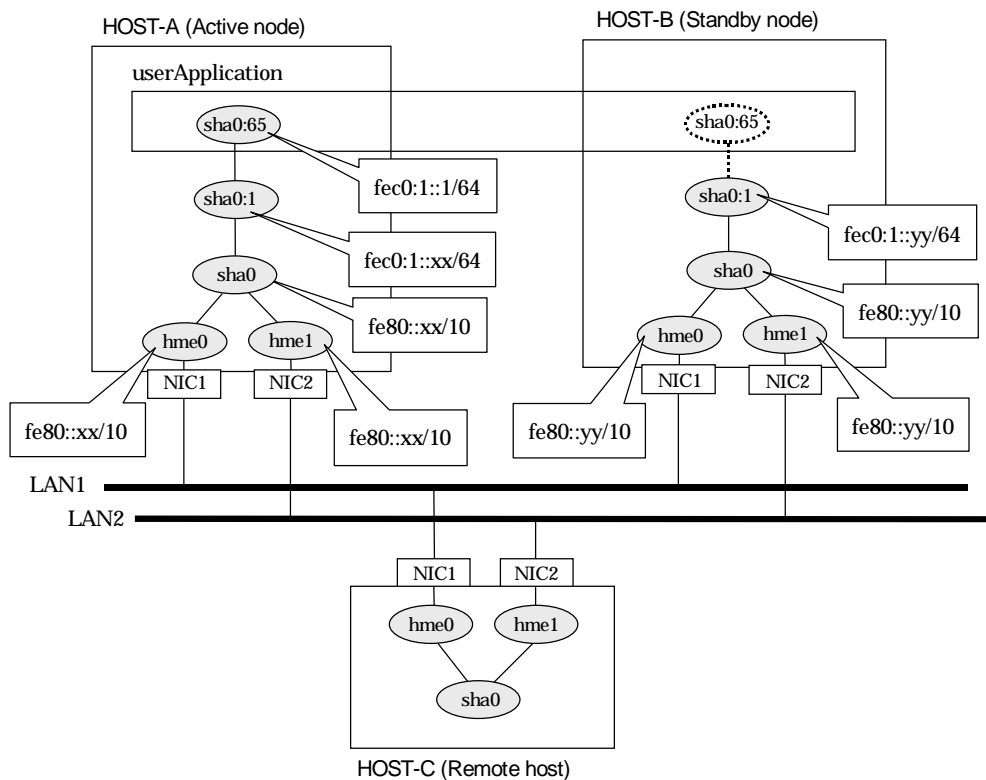 HOST-A (Active node)
HOST-B (Standby node)
userApplication
sha0:65
sha0:65
fec0:1::1/64
sha0:1
sha0:1
fec0:1::xx/64
fec0:1::yy/64
sha0
sha0
fe80::xx/10
fe80::yy/10
hme0
hme1
hme0
hme1
NIC1
NIC2
NIC1
NIC2
fe80::xx/10
fe80::xx/10
fe80::yy/10
fe80::yy/10
LAN1
LAN2
NIC1
NIC2
hme0
hme1
sha0
HOST-C (Remote host)